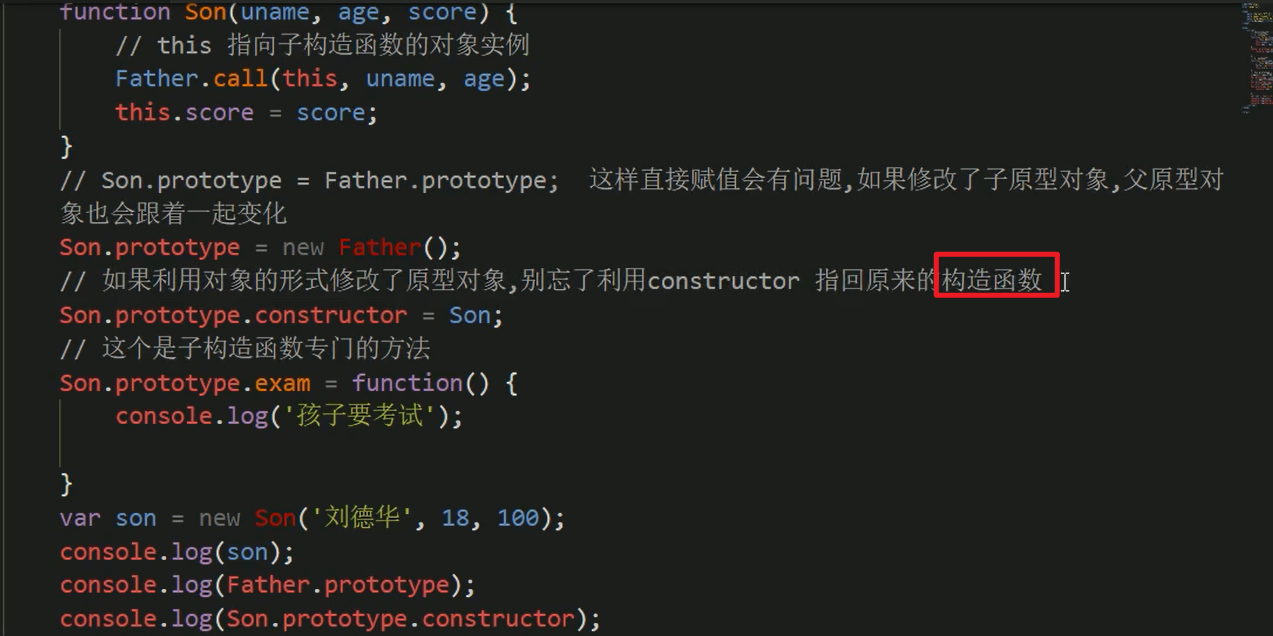 function Son(uname, age, score) {
// this 指向子构造函数的对象实例
Father.call(this, uname, age);
this.score = score;
}
// Son.prototype = Father.prototype;  这样直接赋值会有问题,如果修改了子原型对象,父原型对
象也会跟着一起变化
Son.prototype = new Father();
// 如果利用对象的形式修改了原型对象,别忘了利用constructor 指回原来的构造函数
Son.prototype.constructor = Son;
// 这个是子构造函数专门的方法
Son.prototype.exam = function() {
console.log('孩子要考试');
}
var son = new Son('刘德华', 18, 100);
console.log(son);
console.log(Father.prototype);
console.log(Son.prototype.constructor);